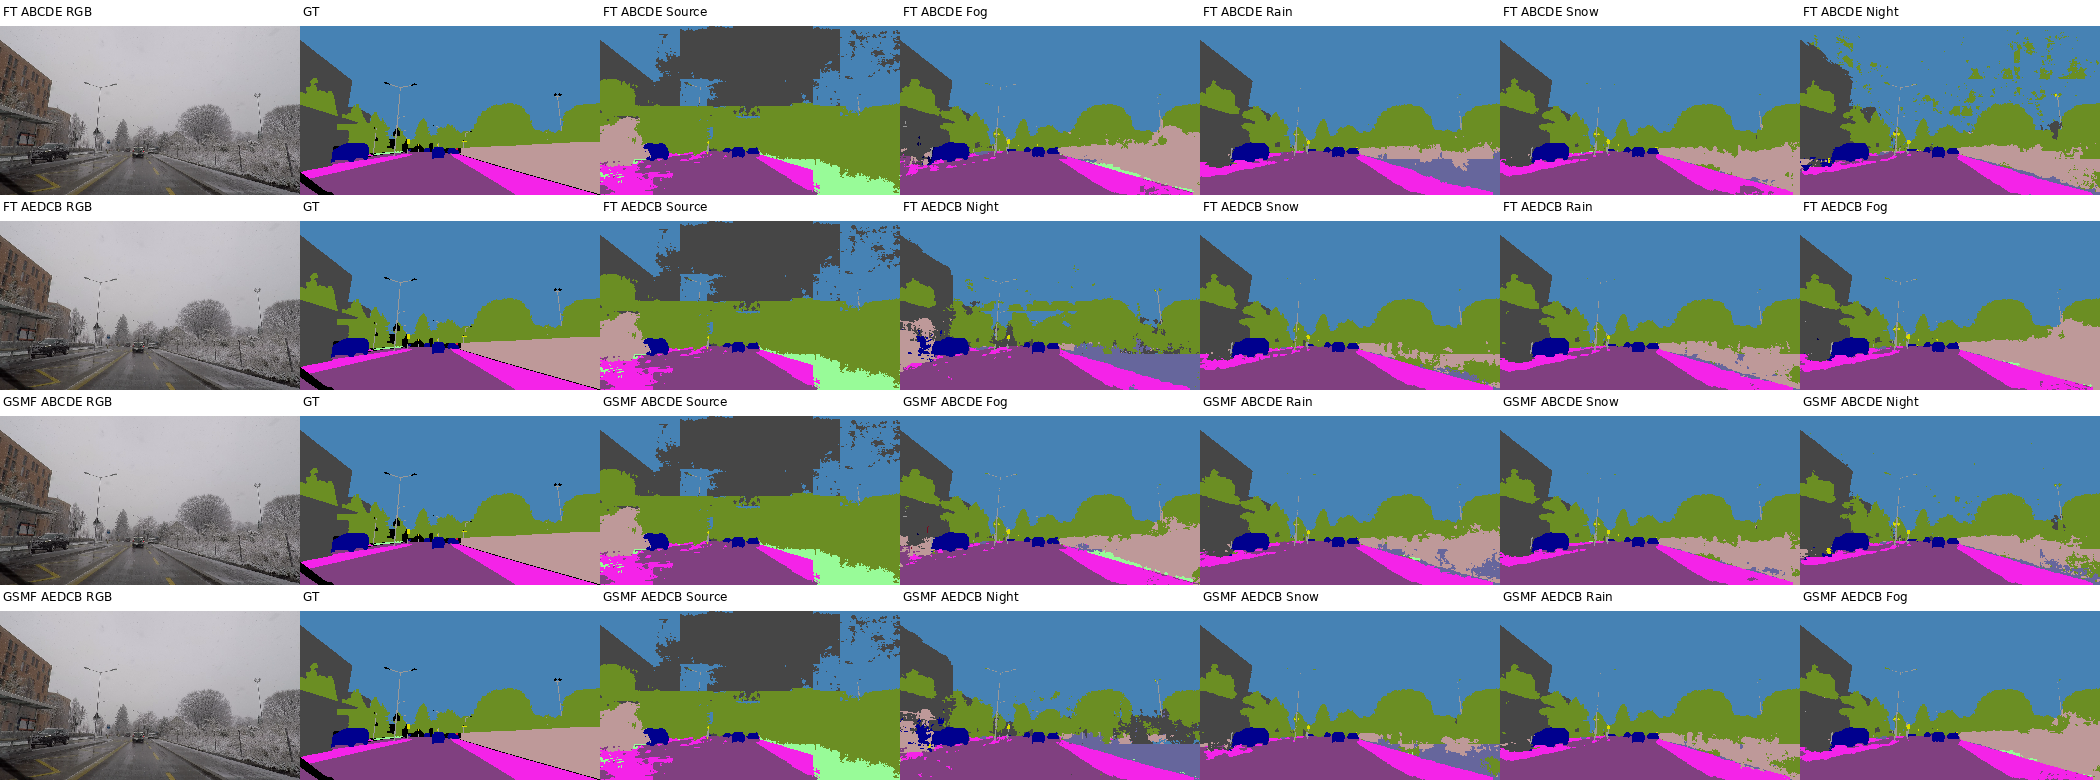 FT ABCDE RGB GT FT ABCDE Source FT ABCDE Fog FT ABCDE Rain FT ABCDE Snow FT ABCDE Night
FT AEDCB RGB GT FT AEDCB Source FT AEDCB Night FT AEDCB Snow FT AEDCB Rain FT AEDCB Fog
GSMF ABCDE RGB GT GSMF ABCDE Source GSMF ABCDE Fog GSMF ABCDE Rain GSMF ABCDE Snow GSMF ABCDE Night
GSMF AEDCB RGB GT GSMF AEDCB Source GSMF AEDCB Night GSMF AEDCB Snow GSMF AEDCB Rain GSMF AEDCB Fog